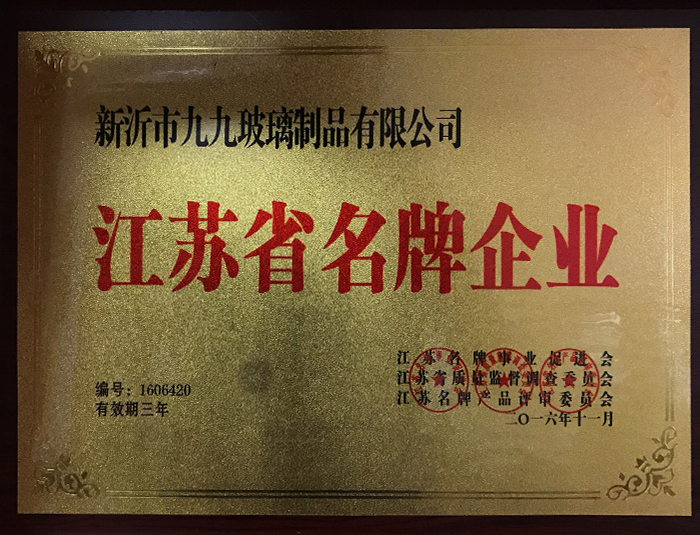 新沂市九九玻璃制品有限公司
江苏省名牌企业
编号：1606420
有效期三年
江苏名牌事业促进会
江苏省质量监督调查委员会
江苏名牌产品评审委员会
二〇一六年十一月